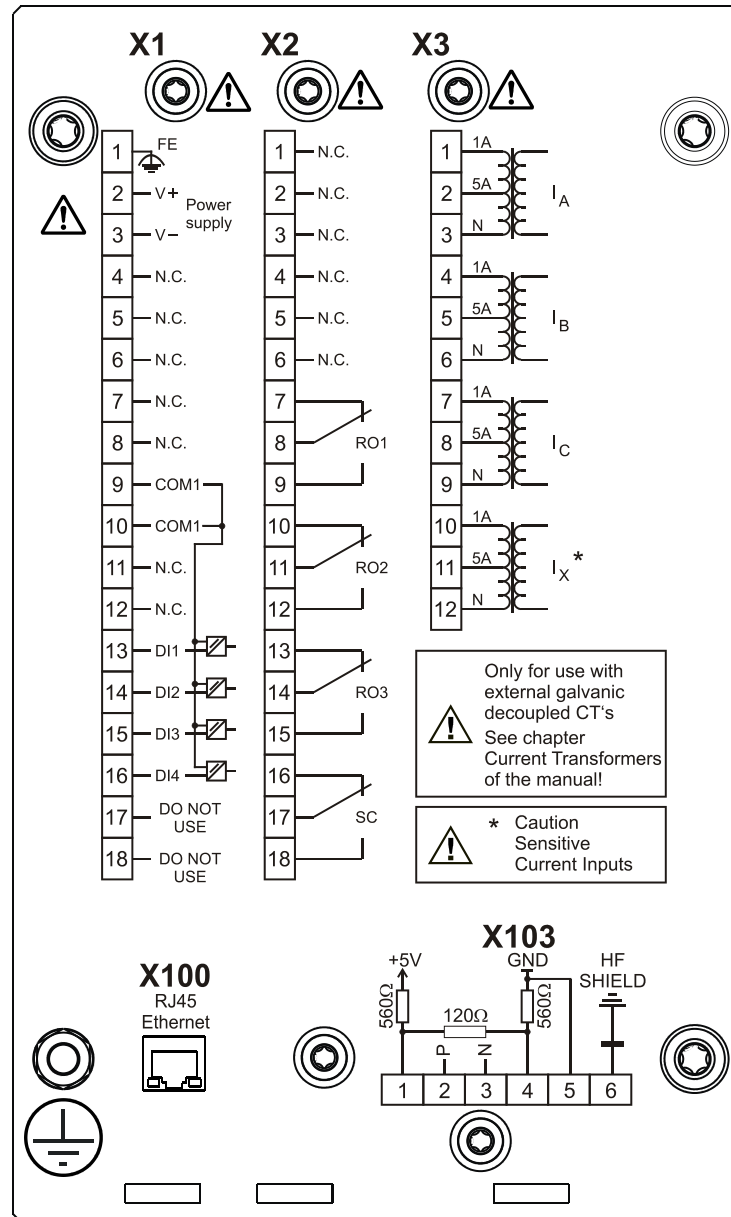 X1 X2 X3
1 FE
2 V+
Power
supply
3 V−
4 N.C.
5 N.C.
6 N.C.
7 N.C.
8 N.C.
9 COM1
10 COM1
11 N.C.
12 N.C.
13 DI1
14 DI2
15 DI3
16 DI4
17 DO NOT
USE
18 DO NOT
USE
1 N.C.
2 N.C.
3 N.C.
4 N.C.
5 N.C.
6 N.C.
7
8 RO1
9
10
11 RO2
12
13
14 RO3
15
16
17 SC
18
1 1A
2 5A IA
3 N
4 1A
5 5A IB
6 N
7 1A
8 5A IC
9 N
10 1A
11 5A IX*
12 N
Only for use with
external galvanic
decoupled CT‘s
See chapter
Current Transformers
of the manual!
* Caution
Sensitive
Current Inputs
X100
RJ45
Ethernet
X103
+5V GND HF
SHIELD
560Ω 120Ω 560Ω
P N
1 2 3 4 5 6